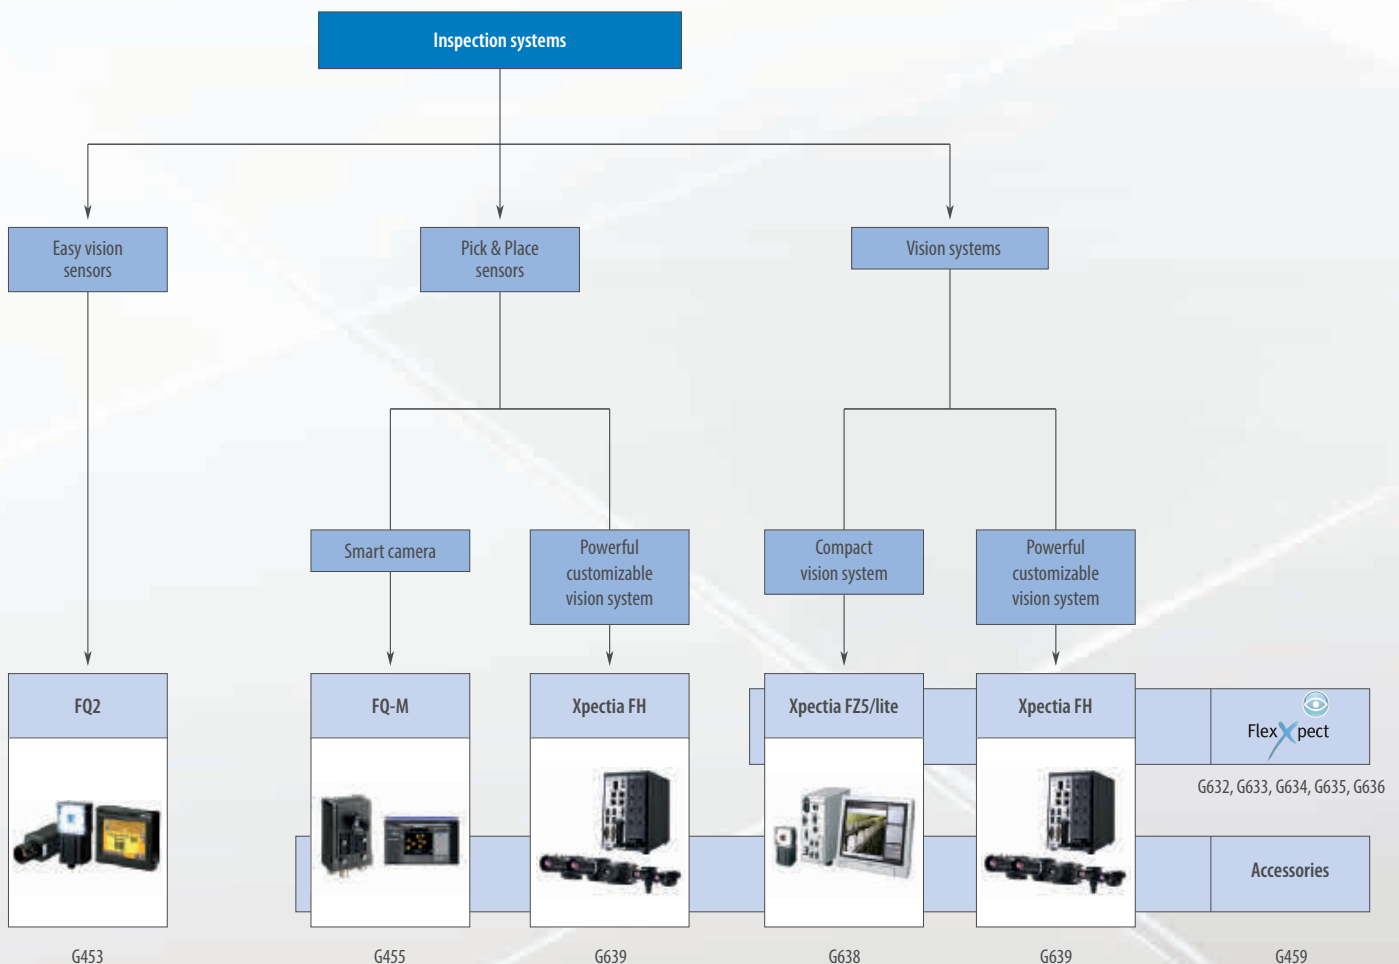 Inspection systems
Easy vision
sensors
Pick & Place
sensors
Vision systems
Smart camera
Powerful
customizable
vision system
Compact
vision system
Powerful
customizable
vision system
FQ2
FQ-M
Xpectia FH
Xpectia FZ5/lite
Xpectia FH
FlexXpect
G632, G633, G634, G635, G636
Accessories
G453
G455
G639
G638
G639
G459